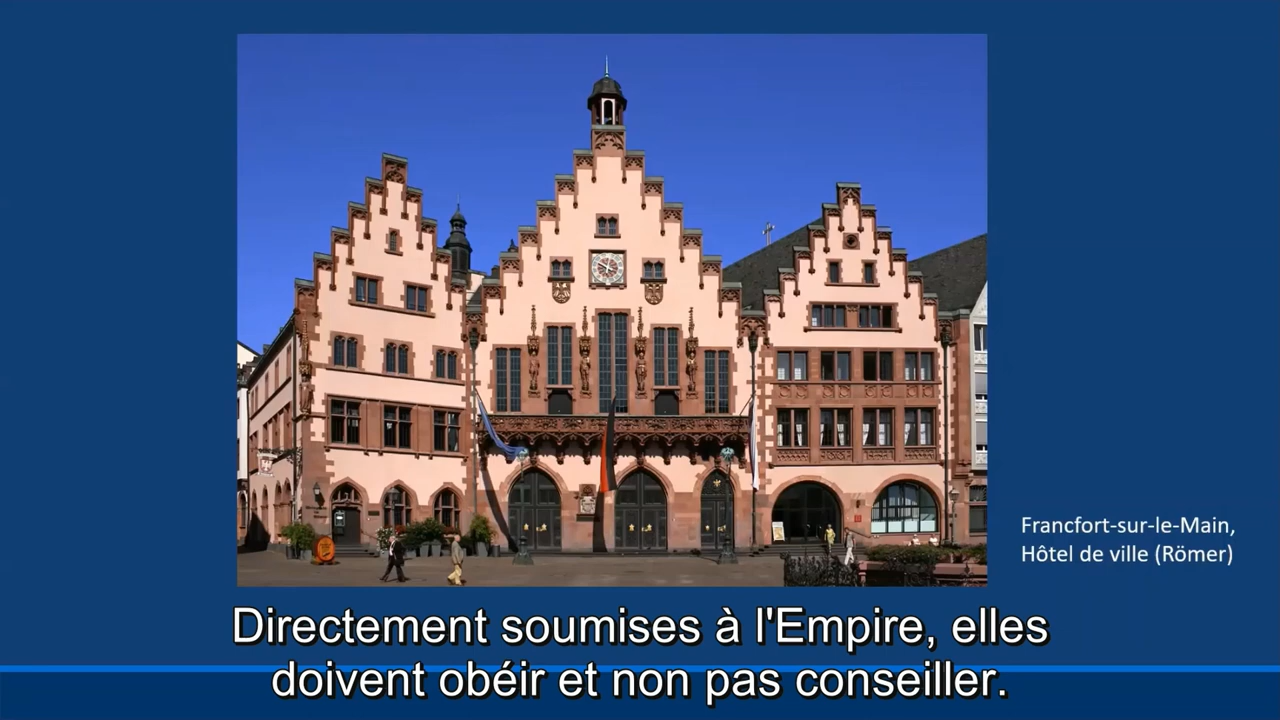 Francfort-sur-le-Main,
Hôtel de ville (Römer)
Directement soumises à l'Empire, elles
doivent obéir et non pas conseiller.